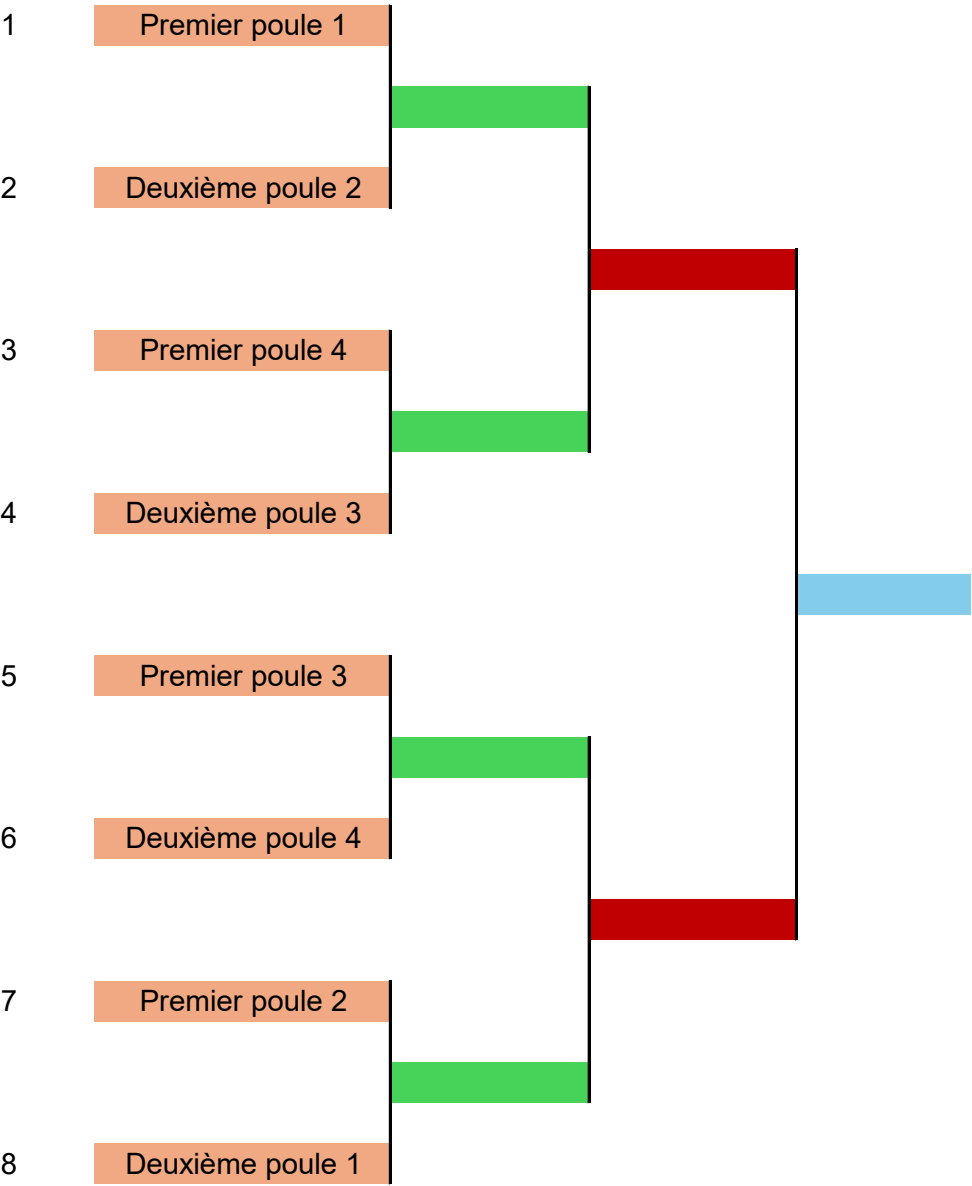 1 Premier poule 1
2 Deuxième poule 2
3 Premier poule 4
4 Deuxième poule 3
5 Premier poule 3
6 Deuxième poule 4
7 Premier poule 2
8 Deuxième poule 1